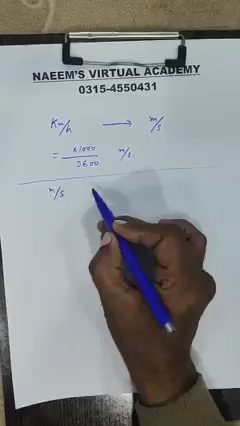 NAEEM'S VIRTUAL ACADEMY
0315-4550431
Km/h → m/s
= x1000/3600 m/s.
m/s